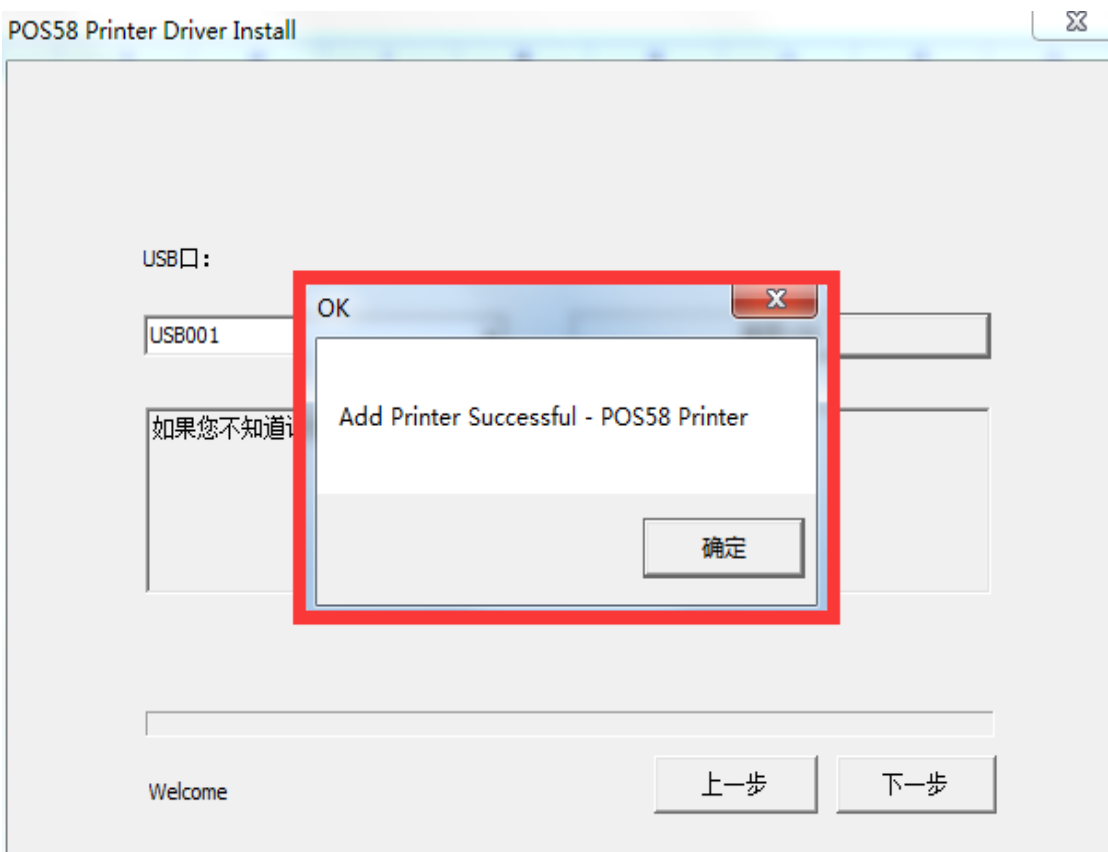 POS58 Printer Driver Install
USB口：
OK
USB001
如果您不知道
Add Printer Successful - POS58 Printer
确定
Welcome
上一步
下一步